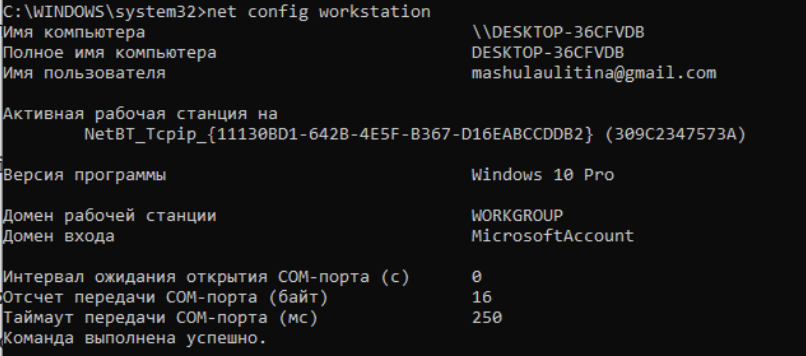 C:\WINDOWS\system32>net config workstation
Имя компьютера \\DESKTOP-36CFVDB
Полное имя компьютера DESKTOP-36CFVDB
Имя пользователя mashulaulitina@gmail.com
Активная рабочая станция на
NetBT_Tcpip_{11130BD1-642B-4E5F-B367-D16EABCCDDB2} (309C2347573A)
Версия программы Windows 10 Pro
Домен рабочей станции WORKGROUP
Домен входа MicrosoftAccount
Интервал ожидания открытия COM-порта (с) 0
Отсчет передачи COM-порта (байт) 16
Таймаут передачи COM-порта (мс) 250
Команда выполнена успешно.